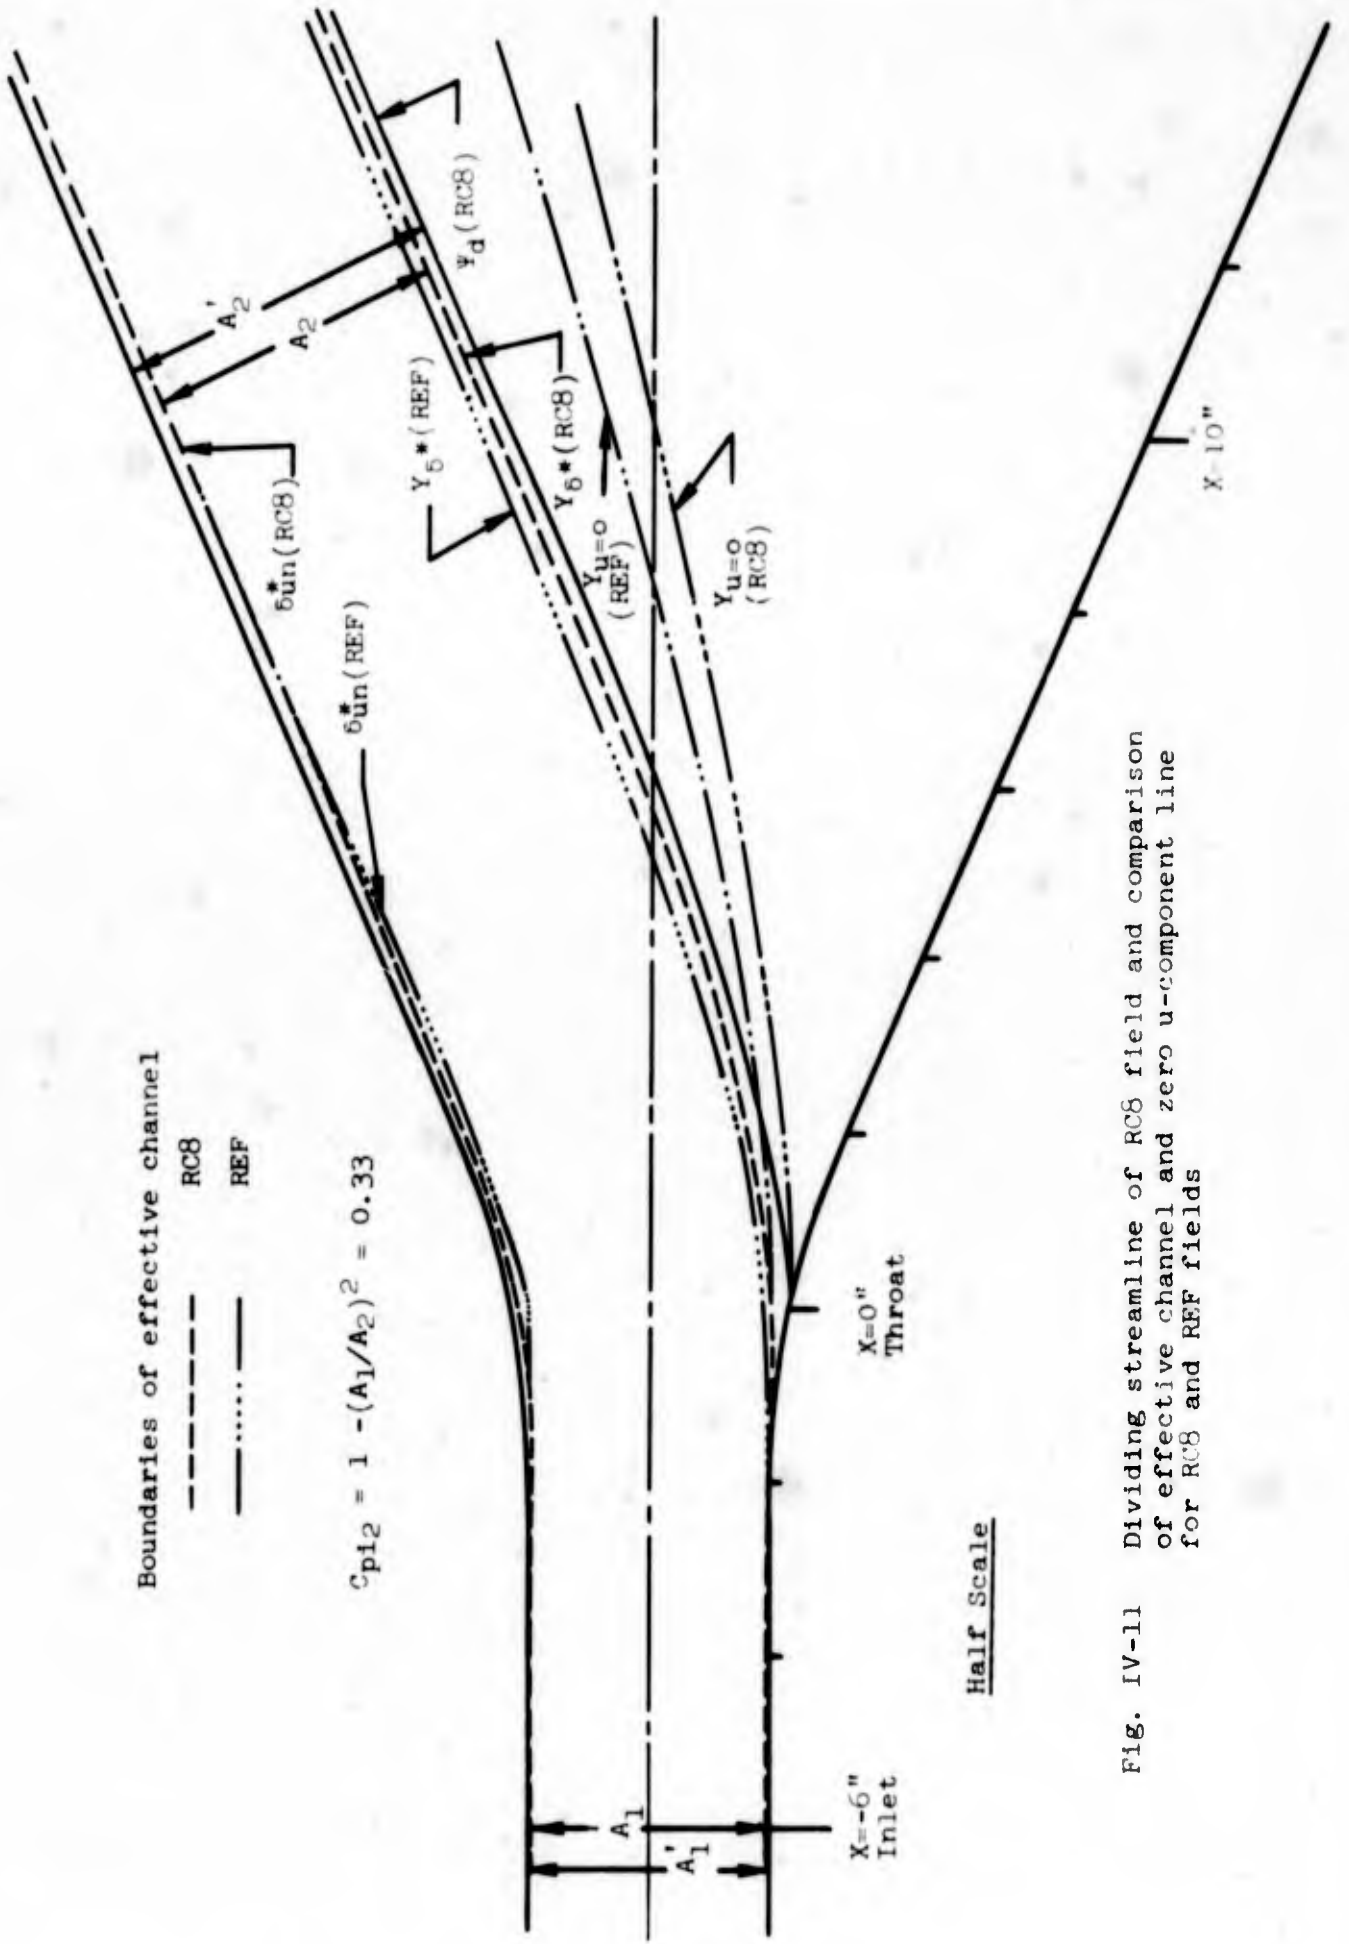 Boundaries of effective channel
RC8
REF
Cpi2 = 1 -(A1/A2)² = 0.33
δ*un(REF)
δ*un(RC8)
A2'
A2
Yδ*(REF)
Yδ*(RC8)
Ψd(RC8)
Yu=0
(REF)
Yu=0
(RC8)
A1
A1'
X=-6"
Inlet
X=0"
Throat
X=10"
Half Scale
Fig. IV-11 Dividing streamline of RC8 field and comparison
of effective channel and zero u-component line
for RC8 and REF fields